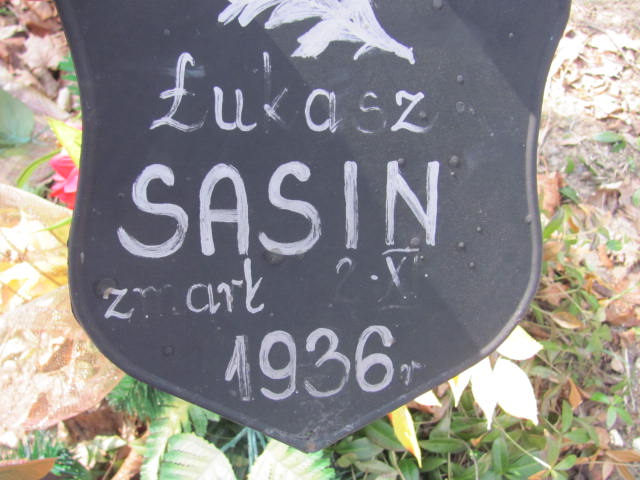 Łukasz
SASIN
zmarł 2.XI
1936r